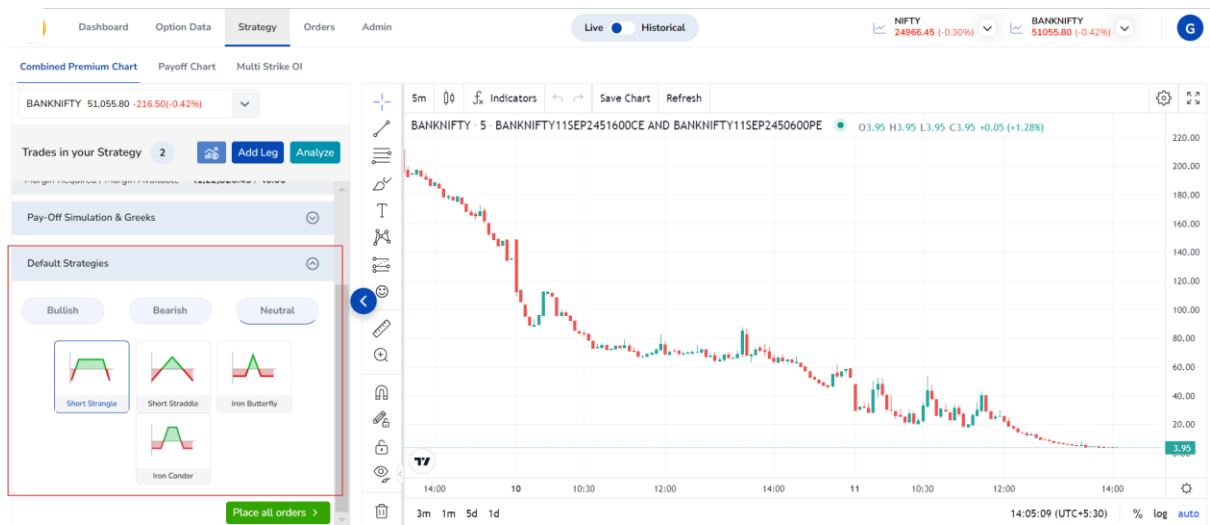 Dashboard Option Data Strategy Orders Admin Live Historical NIFTY 24966.45 (-0.30%) BANKNIFTY 51055.80 (-0.42%) G
Combined Premium Chart Payoff Chart Multi Strike OI
BANKNIFTY 51,055.80 -216.50(-0.42%)
5m Indicators Save Chart Refresh
BANKNIFTY · 5 · BANKNIFTY11SEP2451600CE AND BANKNIFTY11SEP2450600PE O3.95 H3.95 L3.95 C3.95 +0.05 (+1.28%)
Trades in your Strategy 2 Add Leg Analyze
Pay-Off Simulation & Greeks
Default Strategies
Bullish Bearish Neutral
Short Strangle Short Straddle Iron Butterfly
Iron Condor
Place all orders >
220.00
200.00
180.00
160.00
140.00
120.00
100.00
80.00
60.00
40.00
20.00
3.95
14:00 10 10:30 12:00 14:00 11 10:30 12:00 14:00
3m 1m 5d 1d 14:05:09 (UTC+5:30) % log auto